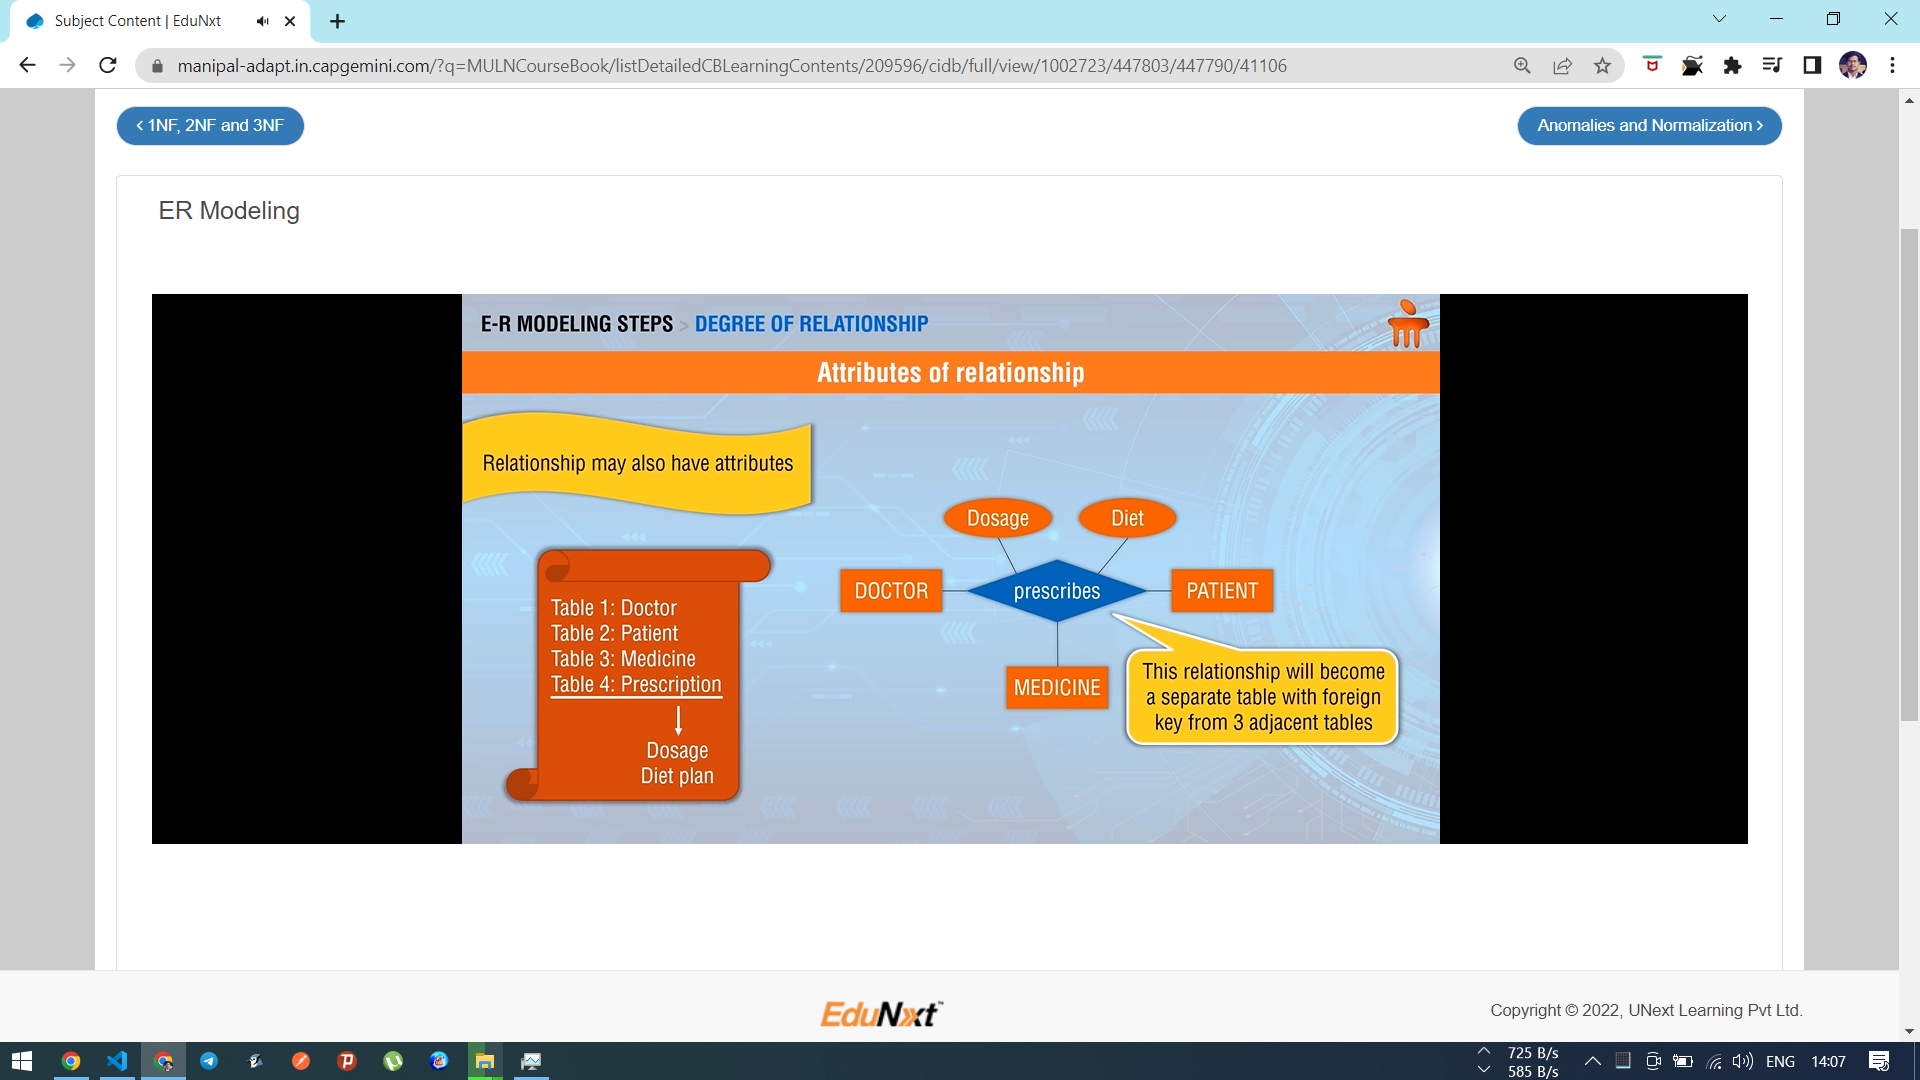 Subject Content | EduNxt
manipal-adapt.in.capgemini.com/?q=MULNCourseBook/listDetailedCBLearningContents/209596/cidb/full/view/1002723/447803/447790/41106
< 1NF, 2NF and 3NF
Anomalies and Normalization >
ER Modeling
E-R MODELING STEPS > DEGREE OF RELATIONSHIP
Attributes of relationship
Relationship may also have attributes
Table 1: Doctor
Table 2: Patient
Table 3: Medicine
Table 4: Prescription
Dosage
Diet plan
Dosage
Diet
DOCTOR
prescribes
PATIENT
MEDICINE
This relationship will become
a separate table with foreign
key from 3 adjacent tables
EduNxt™
Copyright © 2022, UNext Learning Pvt Ltd.
725 B/s
585 B/s
ENG
14:07